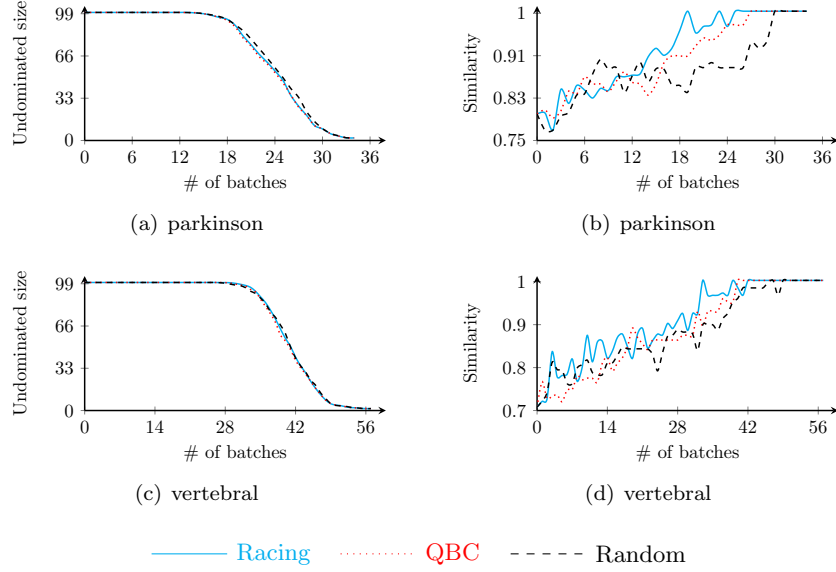 Undominated size
99
66
33
0
0 6 12 18 24 30 36
# of batches
(a) parkinson
Similarity
1
0.91
0.83
0.75
0 6 12 18 24 30 36
# of batches
(b) parkinson
Undominated size
99
66
33
0
0 14 28 42 56
# of batches
(c) vertebral
Similarity
1
0.9
0.8
0.7
0 14 28 42 56
# of batches
(d) vertebral
Racing QBC Random